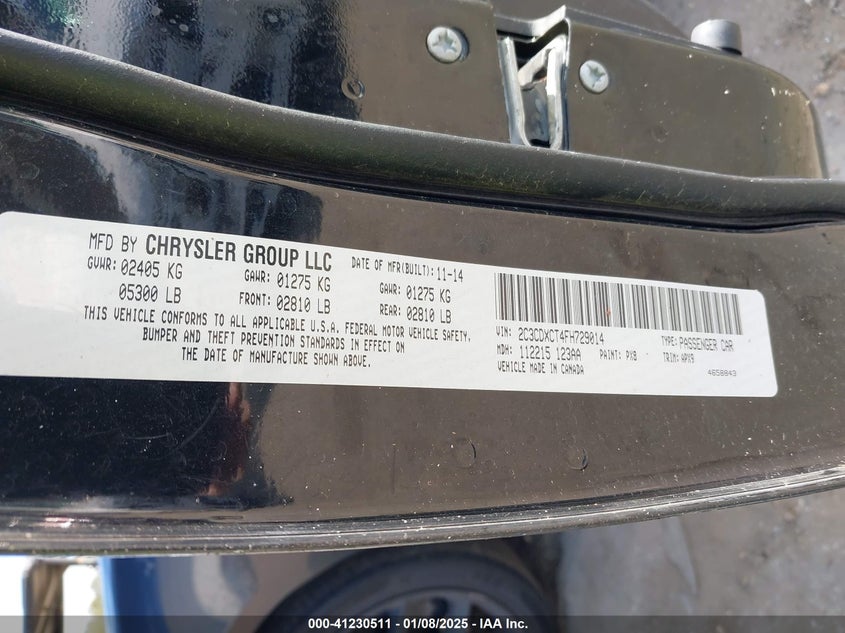 MFD BY CHRYSLER GROUP LLC
DATE OF MFR(BUILT): 11-14
GVWR: 02405 KG
GAWR: 01275 KG
GAWR: 01275 KG
05300 LB
FRONT: 02810 LB
REAR: 02810 LB
THIS VEHICLE CONFORMS TO ALL APPLICABLE U.S.A. FEDERAL MOTOR VEHICLE SAFETY,
BUMPER AND THEFT PREVENTION STANDARDS IN EFFECT ON
THE DATE OF MANUFACTURE SHOWN ABOVE.
VIN: 2C3CDXCT4FH729014
TYPE: PASSENGER CAR
MDH: 112215 123AA
PAINT: PX8
TRIM: APX9
VEHICLE MADE IN CANADA
4658843
000-41230511 - 01/08/2025 - IAA Inc.